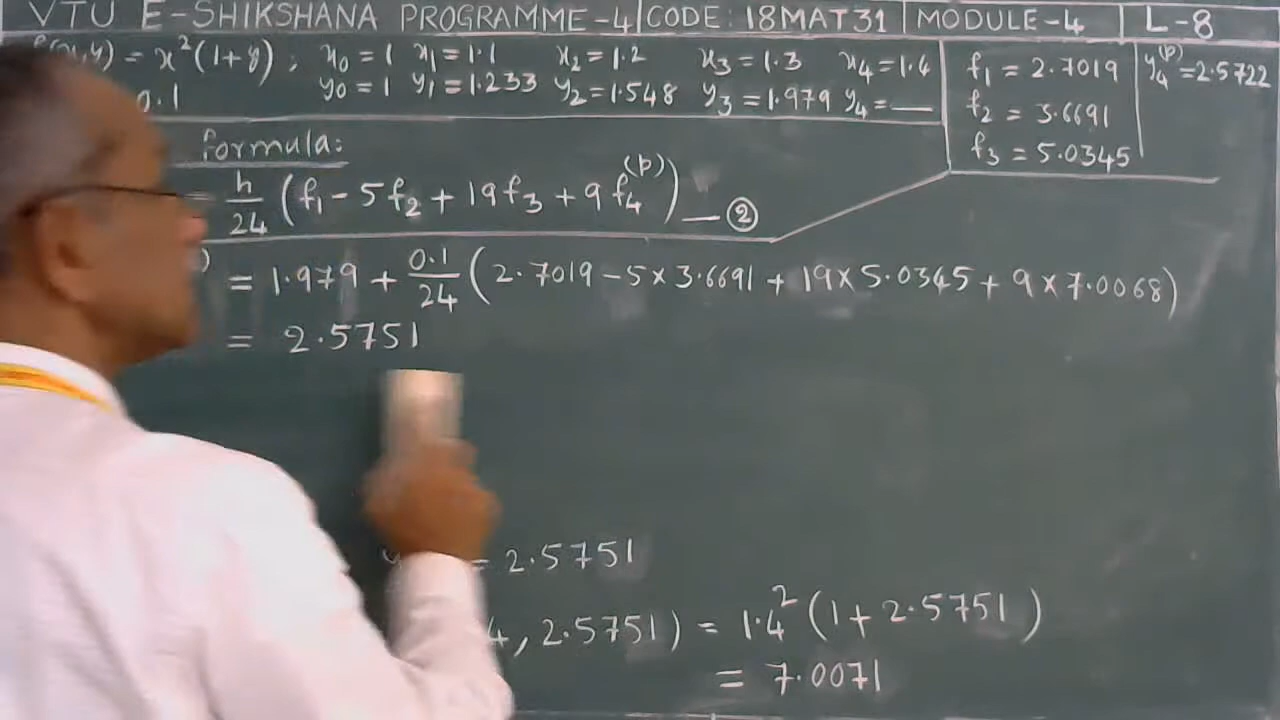 VTU E-SHIKSHANA PROGRAMME-4 | CODE: 18MAT31 | MODULE-4 | L-8
,y) = x²(1+y) ; x₀=1 x₁=1.1 x₂=1.2 x₃=1.3 x₄=1.4
0.1 y₀=1 y₁=1.233 y₂=1.548 y₃=1.979 y₄=—
f₁ = 2.7019
f₂ = 3.6691
f₃ = 5.0345
y₄⁽ᵖ⁾=2.5722
formula:
= h/24 (f₁ - 5f₂ + 19f₃ + 9f₄⁽ᵖ⁾) — ②
) = 1.979 + 0.1/24 (2.7019 - 5×3.6691 + 19×5.0345 + 9×7.0068)
= 2.5751
= 2.5751
4, 2.5751) = 1.4² (1 + 2.5751)
= 7.0071